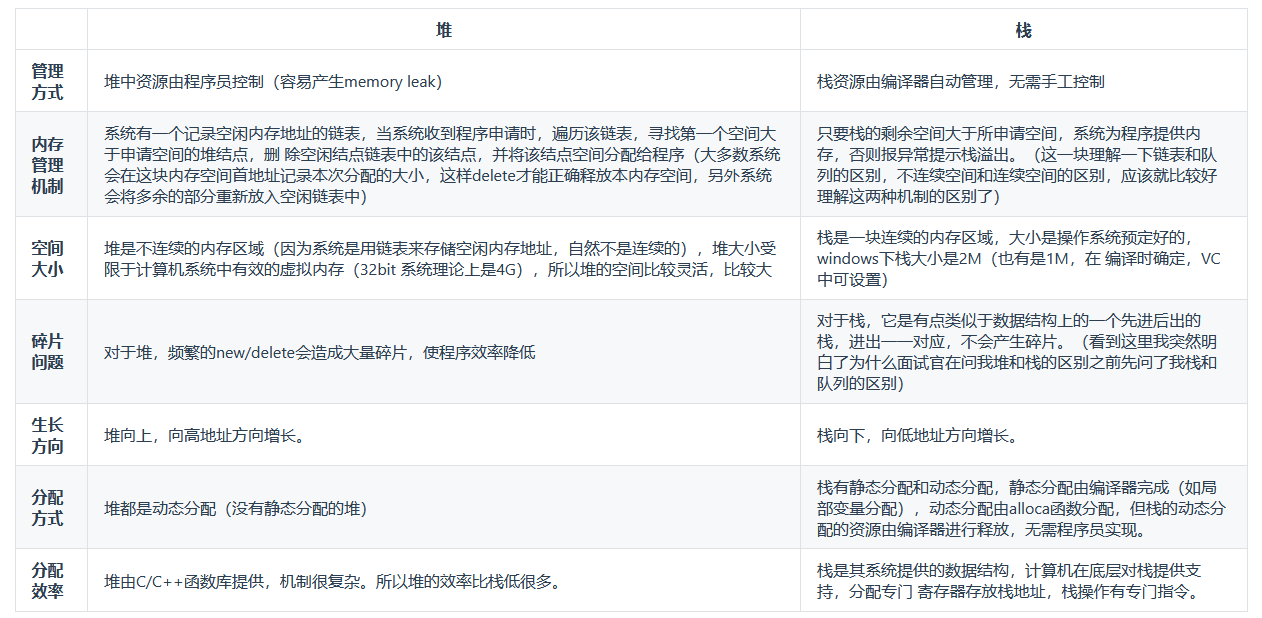 堆
栈
管理
方式
堆中资源由程序员控制（容易产生memory leak）
栈资源由编译器自动管理，无需手工控制
内存
管理
机制
系统有一个记录空闲内存地址的链表，当系统收到程序申请时，遍历该链表，寻找第一个空间大
于申请空间的堆结点，删 除空闲结点链表中的该结点，并将该结点空间分配给程序（大多数系统
会在这块内存空间首地址记录本次分配的大小，这样delete才能正确释放本内存空间，另外系统
会将多余的部分重新放入空闲链表中）
只要栈的剩余空间大于所申请空间，系统为程序提供内
存，否则报异常提示栈溢出。（这一块理解一下链表和队
列的区别，不连续空间和连续空间的区别，应该就比较好
理解这两种机制的区别了）
空间
大小
堆是不连续的内存区域（因为系统是用链表来存储空闲内存地址，自然不是连续的），堆大小受
限于计算机系统中有效的虚拟内存（32bit 系统理论上是4G），所以堆的空间比较灵活，比较大
栈是一块连续的内存区域，大小是操作系统预定好的，
windows下栈大小是2M（也有是1M，在 编译时确定，VC
中可设置）
碎片
问题
对于堆，频繁的new/delete会造成大量碎片，使程序效率降低
对于栈，它是有点类似于数据结构上的一个先进后出的
栈，进出一一对应，不会产生碎片。（看到这里我突然明
白了为什么面试官在问我堆和栈的区别之前先问了我栈和
队列的区别）
生长
方向
堆向上，向高地址方向增长。
栈向下，向低地址方向增长。
分配
方式
堆都是动态分配（没有静态分配的堆）
栈有静态分配和动态分配，静态分配由编译器完成（如局
部变量分配），动态分配由alloca函数分配，但栈的动态分
配的资源由编译器进行释放，无需程序员实现。
分配
效率
堆由C/C++函数库提供，机制很复杂。所以堆的效率比栈低很多。
栈是其系统提供的数据结构，计算机在底层对栈提供支
持，分配专门 寄存器存放栈地址，栈操作有专门指令。